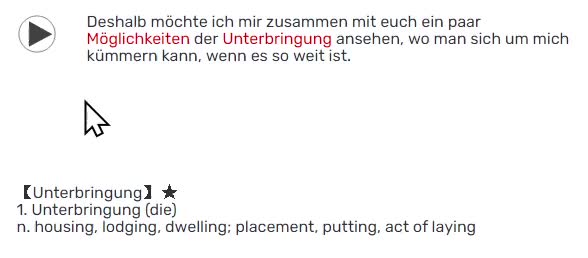 Deshalb möchte ich mir zusammen mit euch ein paar
Möglichkeiten der Unterbringung ansehen, wo man sich um mich
kümmern kann, wenn es so weit ist.
【Unterbringung】 ★
1. Unterbringung (die)
n. housing, lodging, dwelling; placement, putting, act of laying